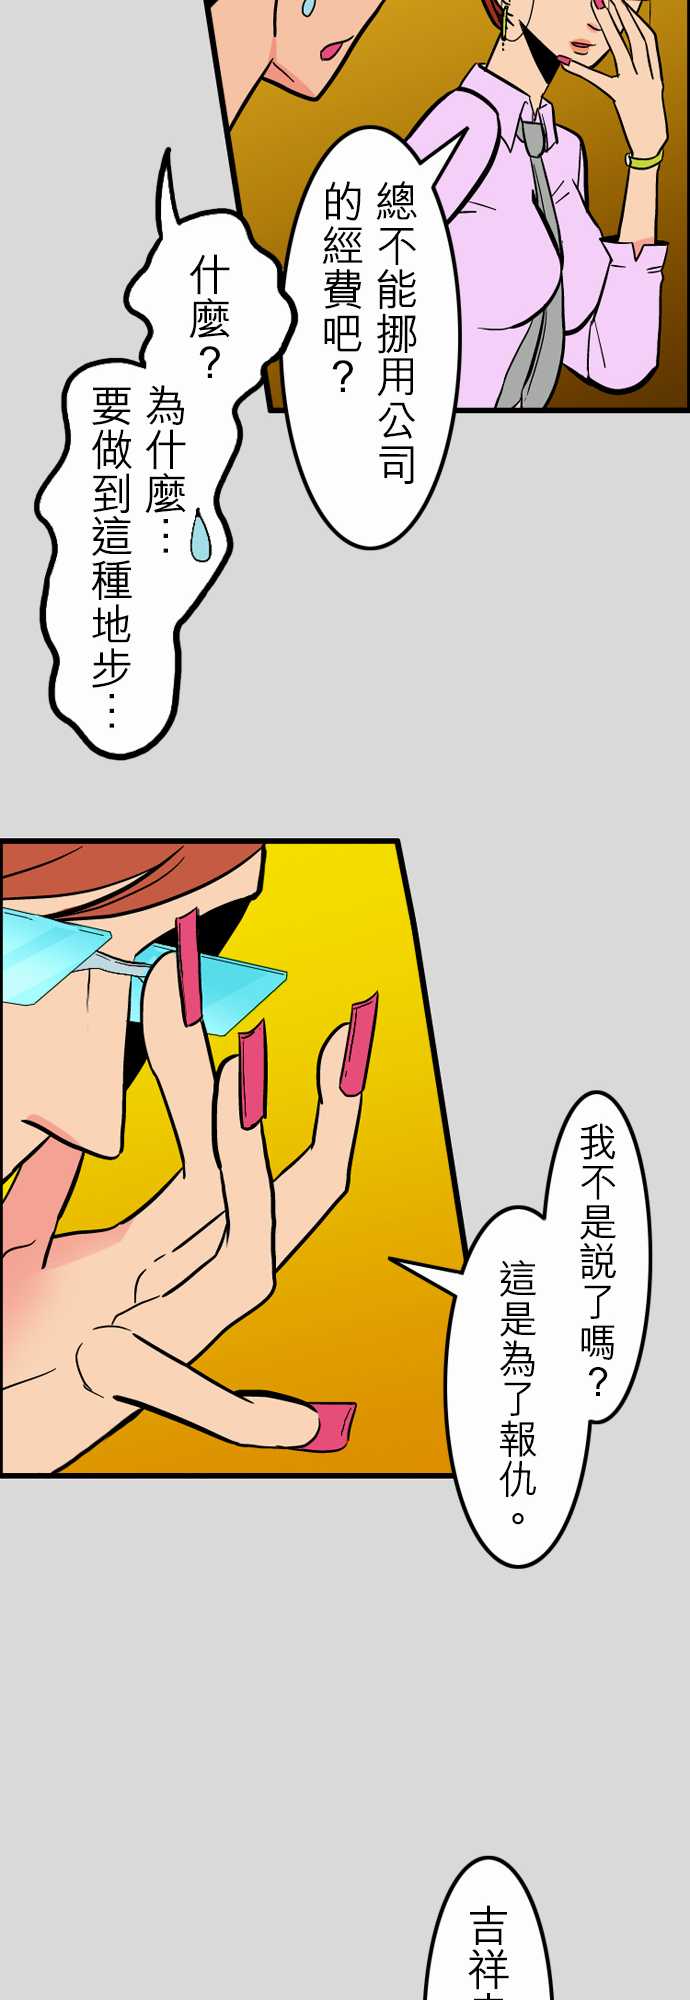 總不能挪用公司
的經費吧？
什麼？
為什麼…
要做到這種地步…
我不是說了嗎？
這是為了報仇。
吉祥